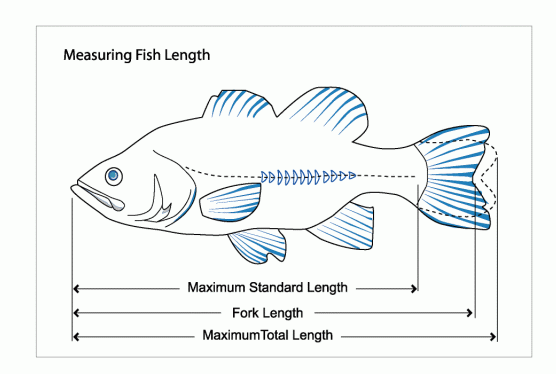 Measuring Fish Length
Maximum Standard Length
Fork Length
MaximumTotal Length